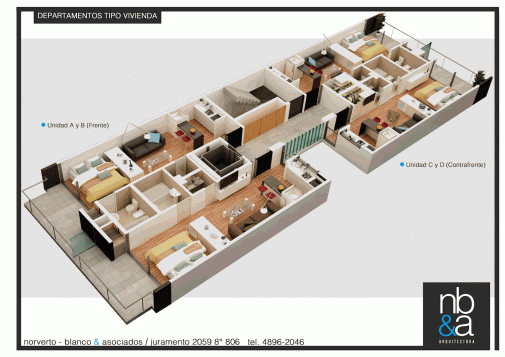 DEPARTAMENTOS TIPO VIVIENDA
Unidad A y B (Frente)
Unidad C y D (Contrafrente)
nb
&a
ARQUITECTURA
norverto - blanco & asociados / juramento 2059 8° 806 tel. 4896-2046